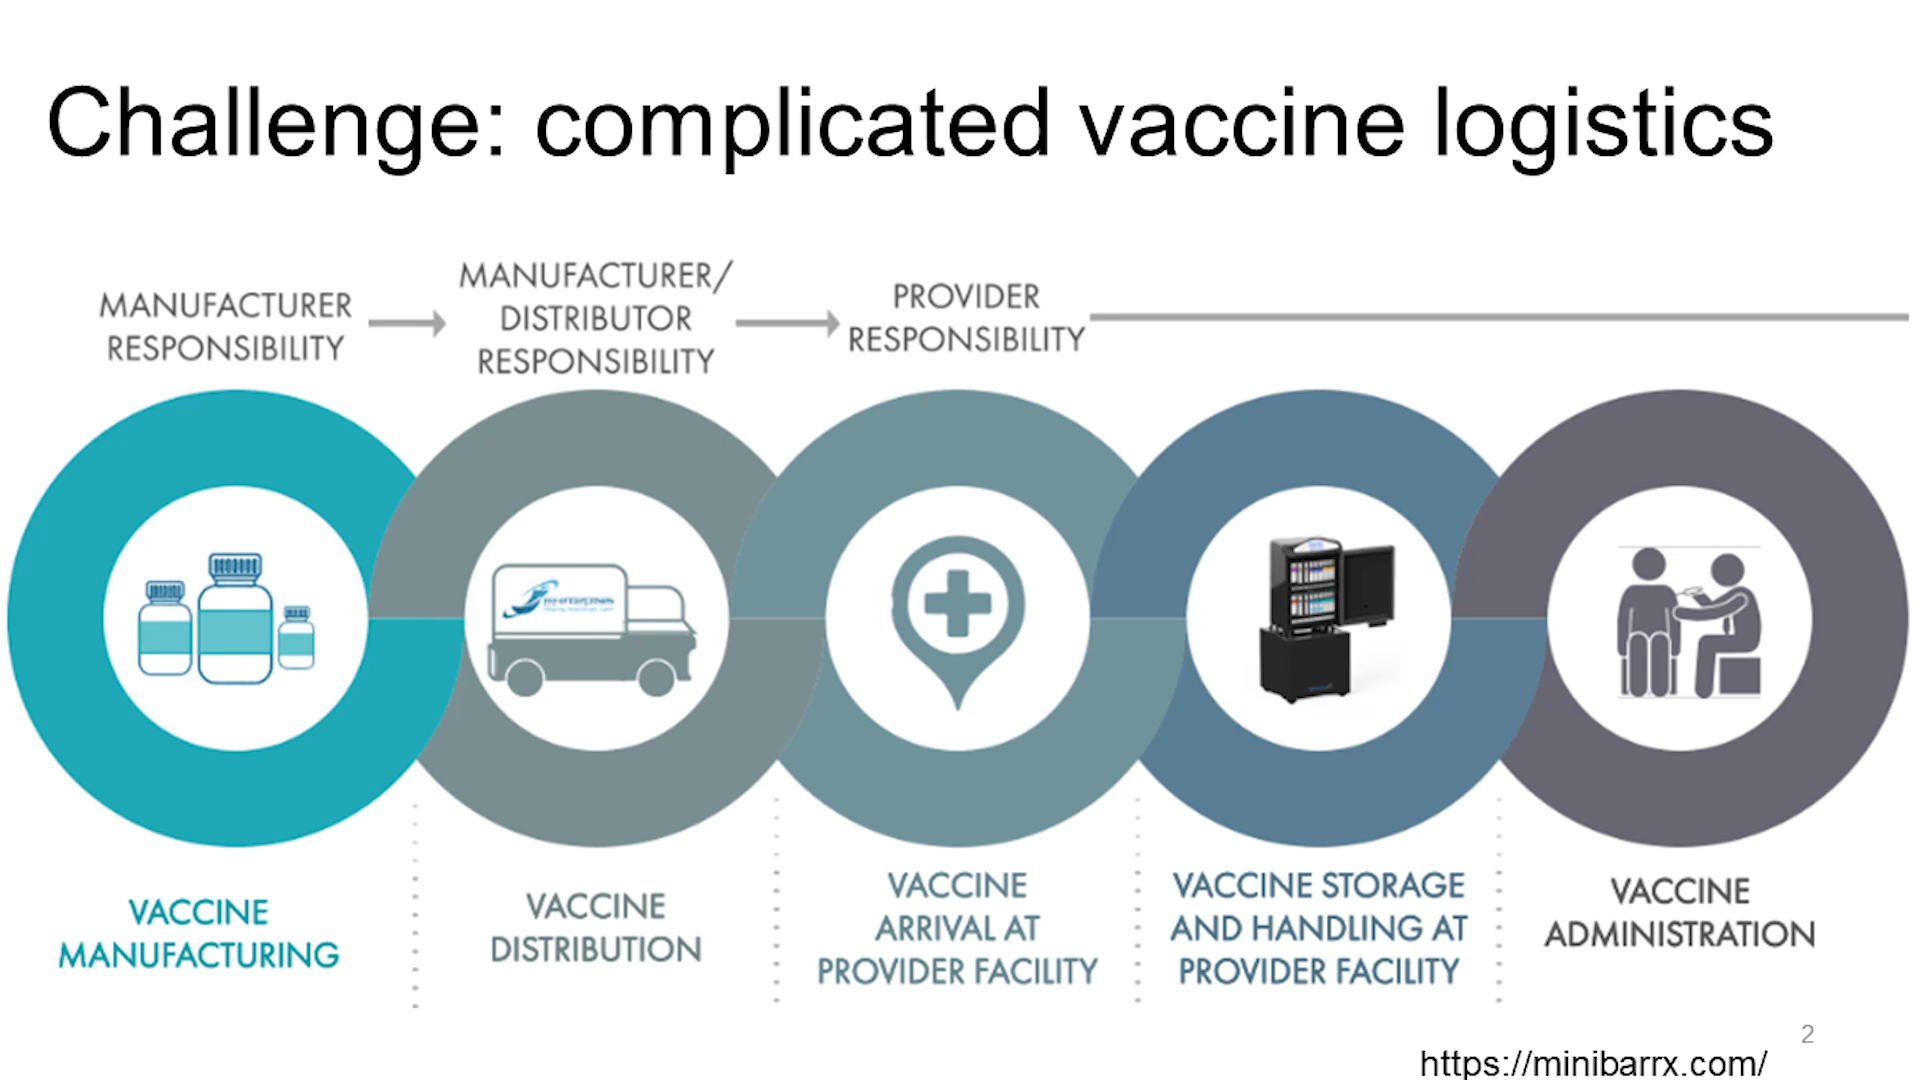 Challenge: complicated vaccine logistics
MANUFACTURER
RESPONSIBILITY
MANUFACTURER/
DISTRIBUTOR
RESPONSIBILITY
PROVIDER
RESPONSIBILITY
VACCINE
MANUFACTURING
VACCINE
DISTRIBUTION
VACCINE
ARRIVAL AT
PROVIDER FACILITY
VACCINE STORAGE
AND HANDLING AT
PROVIDER FACILITY
VACCINE
ADMINISTRATION
2
https://minibarrx.com/